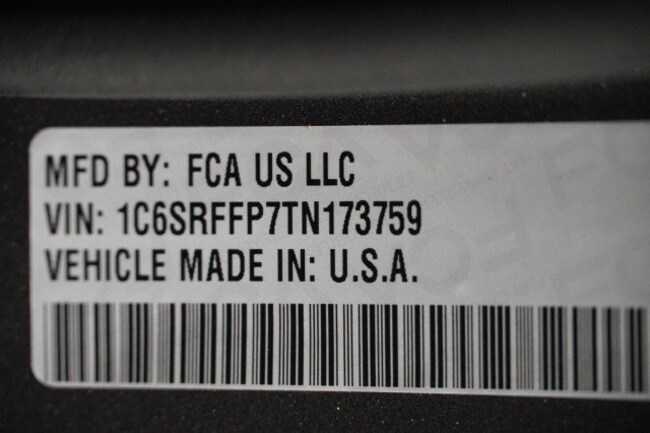 MFD BY: FCA US LLC
VIN: 1C6SRFFP7TN173759
VEHICLE MADE IN: U.S.A.